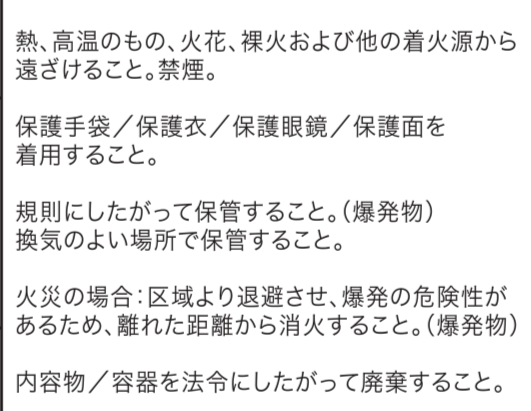 熱、高温のもの、火花、裸火および他の着火源から
遠ざけること。禁煙。
保護手袋／保護衣／保護眼鏡／保護面を
着用すること。
規則にしたがって保管すること。（爆発物）
換気のよい場所で保管すること。
火災の場合：区域より退避させ、爆発の危険性が
あるため、離れた距離から消火すること。（爆発物）
内容物／容器を法令にしたがって廃棄すること。